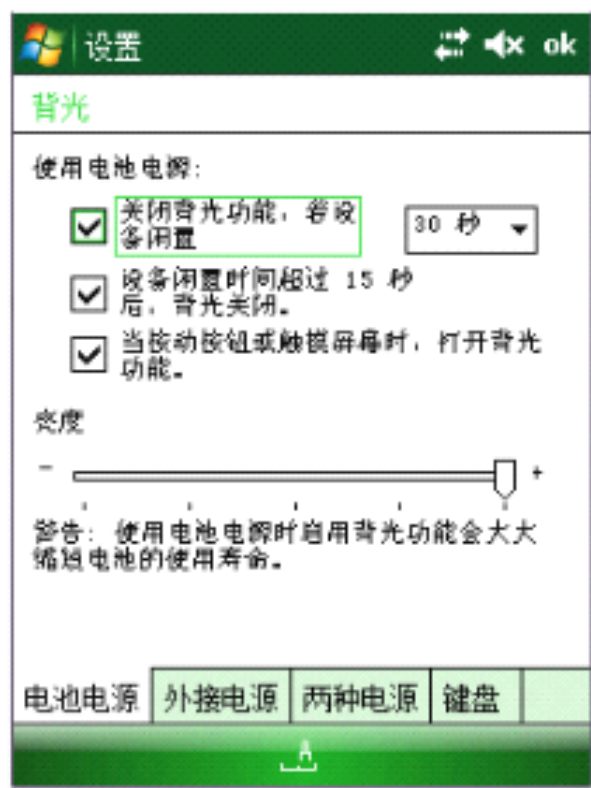 设置 ok
背光
使用电池电源:
关闭背光功能，若设
备闲置
30 秒
设备闲置时间超过 15 秒
后，背光关闭。
当按动按钮或触摸屏幕时，打开背光
功能。
亮度
- +
警告: 使用电池电源时启用背光功能会大大
缩短电池的使用寿命。
电池电源 外接电源 两种电源 键盘